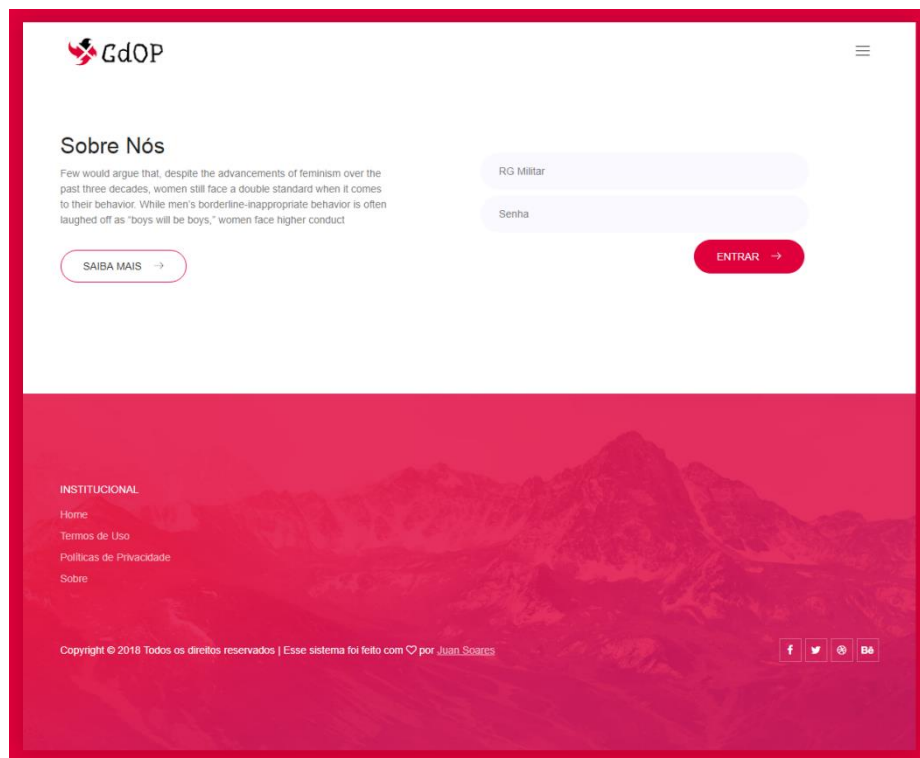 GdOP
Sobre Nós
Few would argue that, despite the advancements of feminism over the
past three decades, women still face a double standard when it comes
to their behavior. While men's borderline-inappropriate behavior is often
laughed off as "boys will be boys," women face higher conduct
SAIBA MAIS
RG Militar
Senha
ENTRAR
INSTITUCIONAL
Home
Termos de Uso
Políticas de Privacidade
Sobre
Copyright © 2018 Todos os direitos reservados | Esse sistema foi feito com ♡ por Juan Soares
Bē